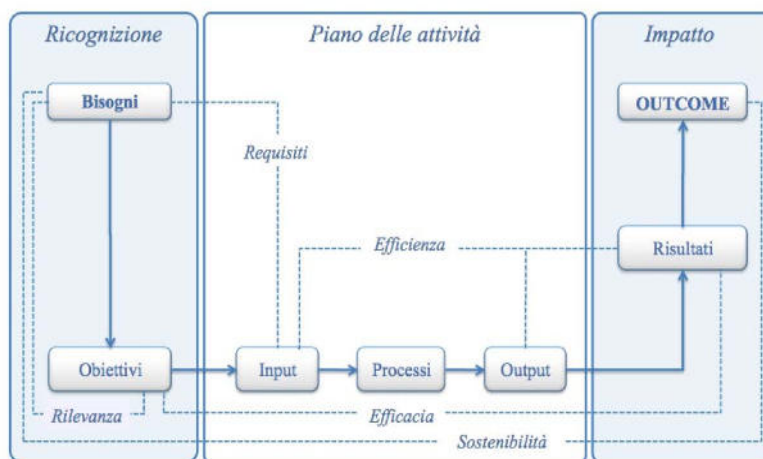 Ricognizione
Piano delle attività
Impatto
Bisogni
OUTCOME
Requisiti
Efficienza
Risultati
Obiettivi
Input
Processi
Output
Rilevanza
Efficacia
Sostenibilità